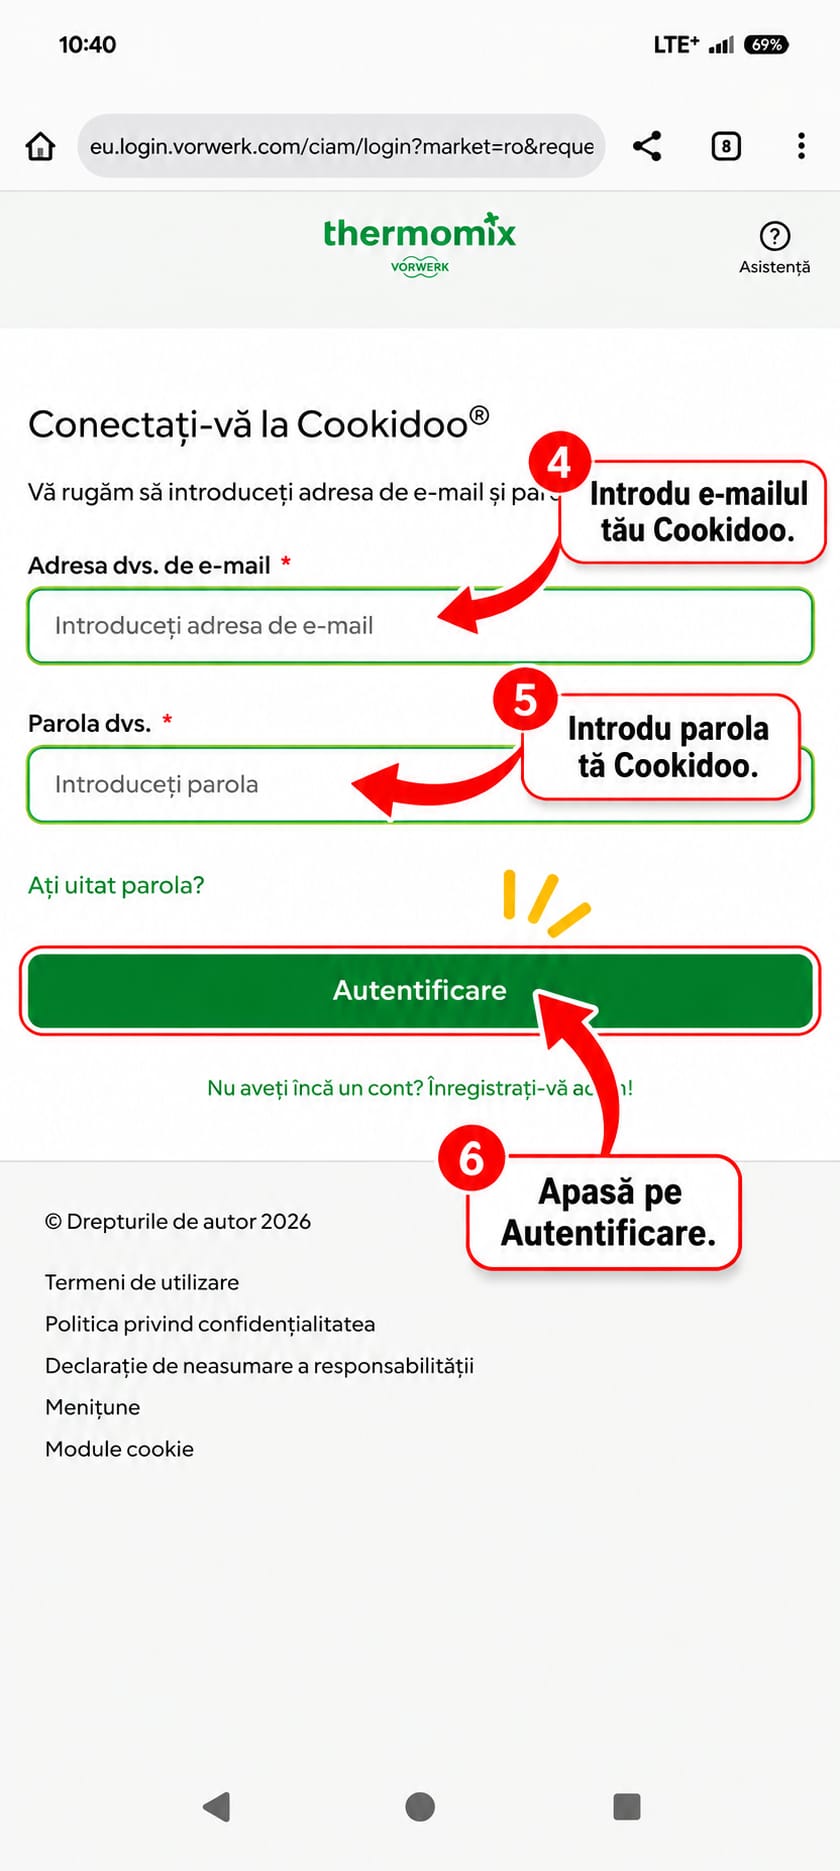 10:40
LTE+ 69%
eu.login.vorwerk.com/ciam/login?market=ro&reque
8
thermomix
VORWERK
?
Asistență
Conectați-vă la Cookidoo®
4
Vă rugăm să introduceți adresa de e-mail și
Introdu e-mailul
tău Cookidoo.
Adresa dvs. de e-mail *
Introduceți adresa de e-mail
5
Parola dvs. *
Introdu parola
tă Cookidoo.
Introduceți parola
Ați uitat parola?
Autentificare
Nu aveți încă un cont? Înregistrați-vă
6
Apasă pe
Autentificare.
© Drepturile de autor 2026
Termeni de utilizare
Politica privind confidențialitatea
Declarație de neasumare a responsabilității
Menițune
Module cookie